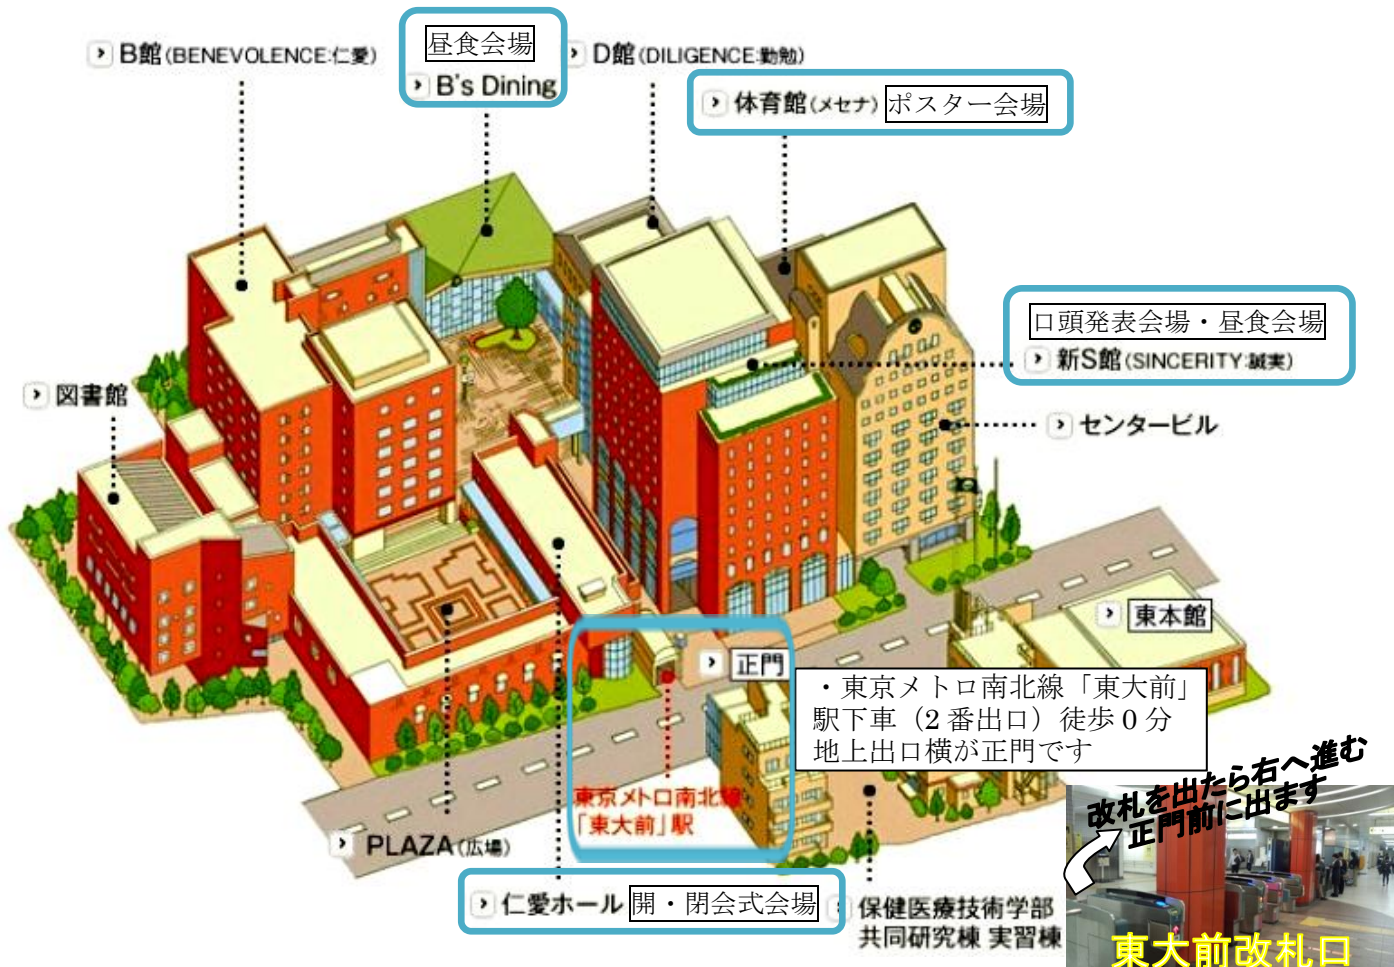 昼食会場
B館(BENEVOLENCE:仁愛)
B's Dining
D館(DILIGENCE:勤勉)
体育館(メセナ) ポスター会場
口頭発表会場・昼食会場
新S館(SINCERITY:誠実)
図書館
センタービル
東本館
正門
・東京メトロ南北線「東大前」
駅下車（2番出口）徒歩0分
地上出口横が正門です
東京メトロ南北線
「東大前」駅
改札を出たら右へ進む
正門前に出ます
PLAZA(広場)
仁愛ホール 開・閉会式会場
保健医療技術学部
共同研究棟 実習棟
東大前改札口